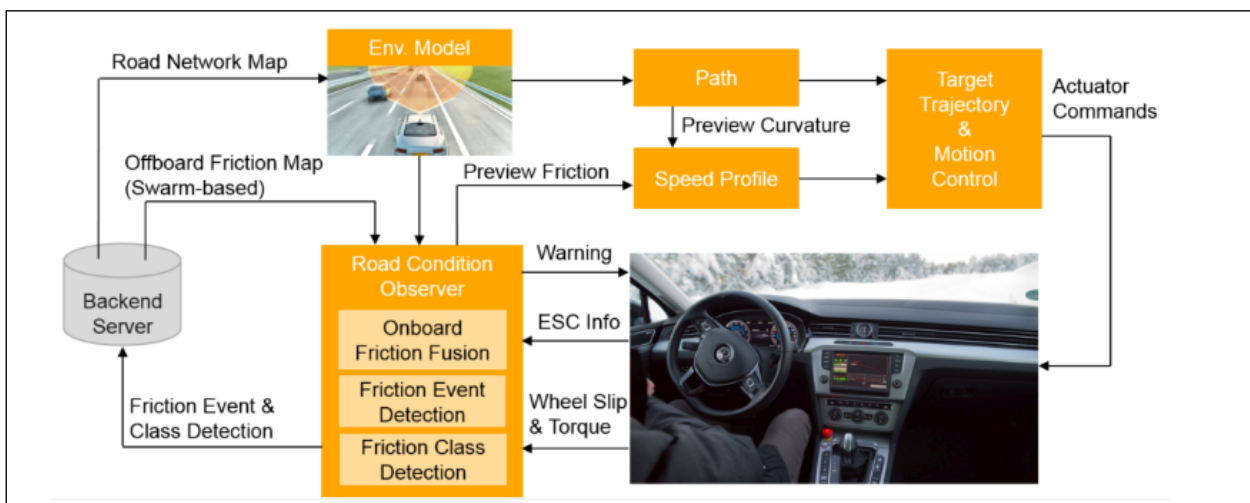 Env. Model
Road Network Map
Path
Target
Trajectory
&
Motion
Control
Actuator
Commands
Preview Curvature
Offboard Friction Map
(Swarm-based)
Preview Friction
Speed Profile
Backend
Server
Road Condition
Observer
Warning
Onboard
Friction Fusion
ESC Info
Friction Event
Detection
Friction Event &
Class Detection
Wheel Slip
& Torque
Friction Class
Detection